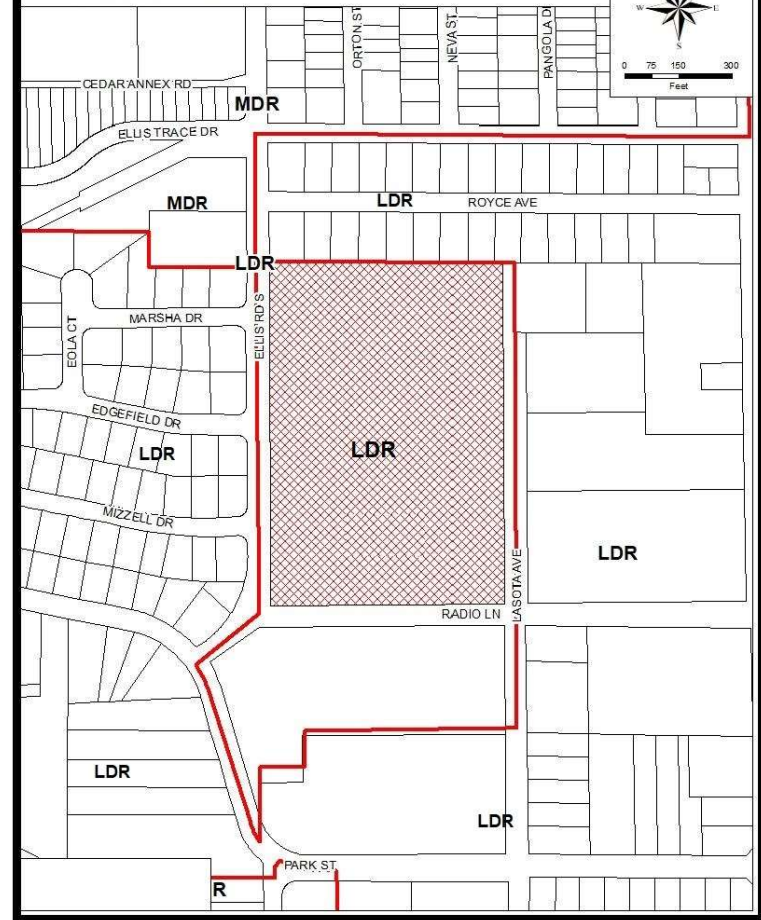 ORTON ST
NEVA ST
PANGOLA D
W
E
S
0 75 150 300
Feet
CEDAR ANNEX RD
MDR
ELLIS TRACE DR
MDR
LDR
ROYCE AVE
LDR
MARSHA DR
ELLIS RD S
EOLA CT
EDGEFIELD DR
LDR
LDR
MIZZELL DR
LDR
RADIO LN
LASOTA AVE
LDR
LDR
PARK ST
R